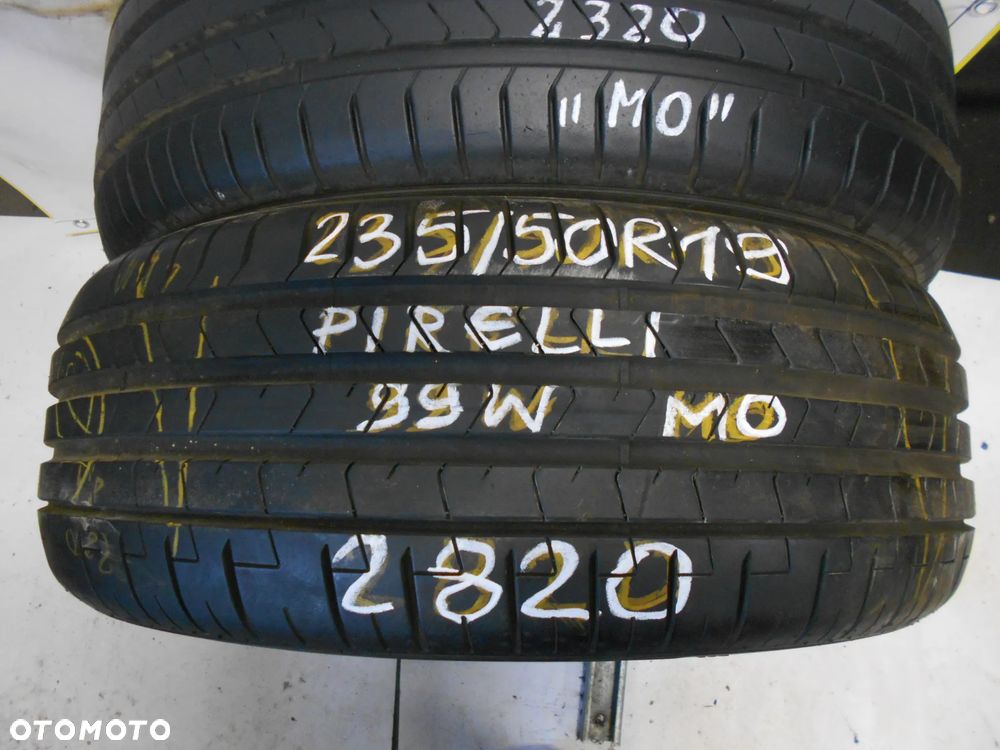 2320
"MO"
235/50R19
PIRELLI
99W MO
2820
OTOMOTO